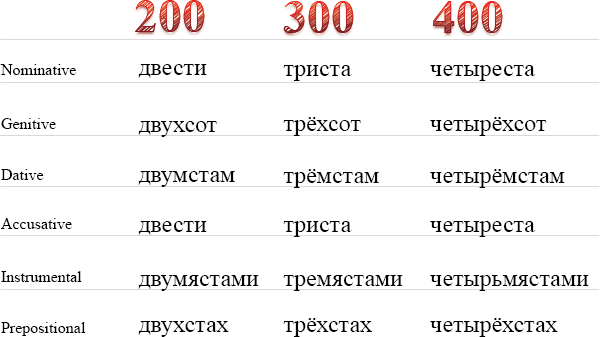 200 300 400
Nominative двести триста четыреста
Genitive двухсот трёхсот четырёхсот
Dative двумстам трёмстам четырёмстам
Accusative двести триста четыреста
Instrumental двумястами тремястами четырьмястами
Prepositional двухстах трёхстах четырёхстах